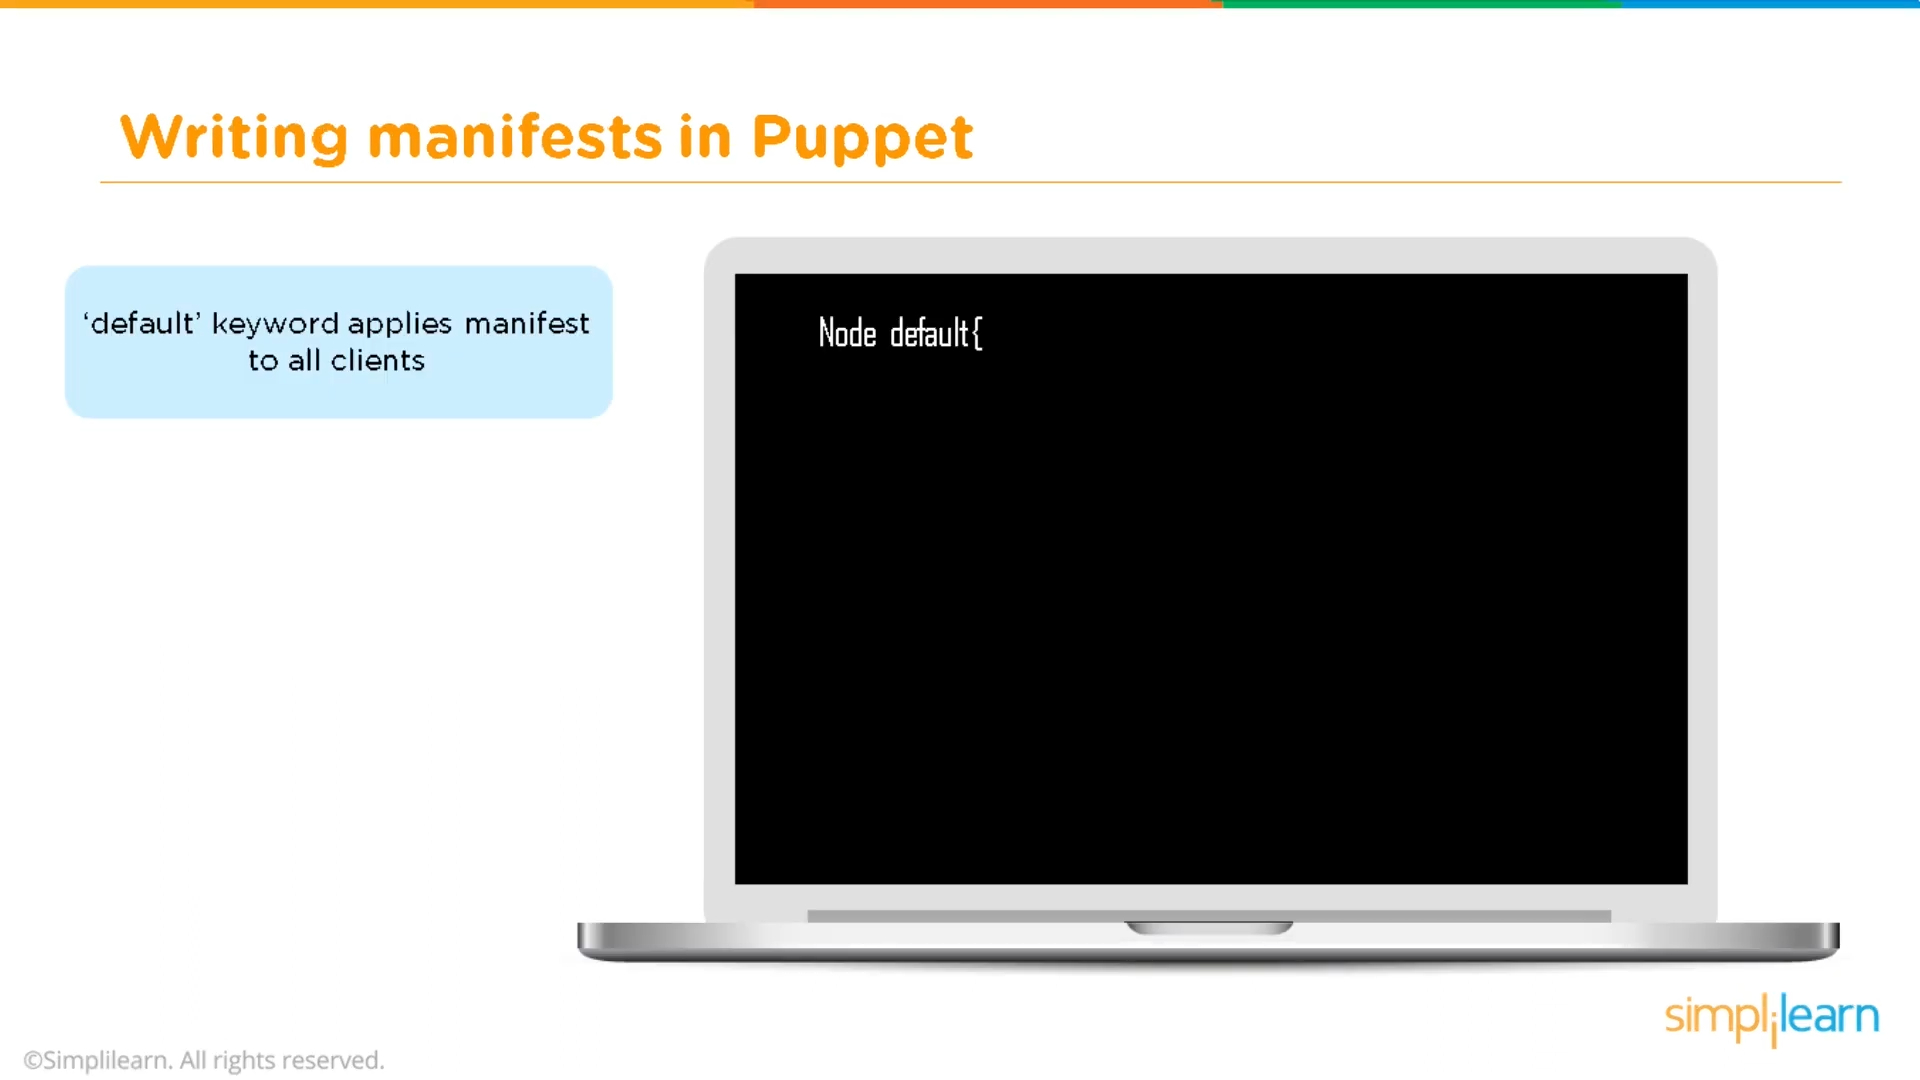 Writing manifests in Puppet
‘default’ keyword applies manifest
to all clients
Node default{
simplilearn
©Simplilearn. All rights reserved.